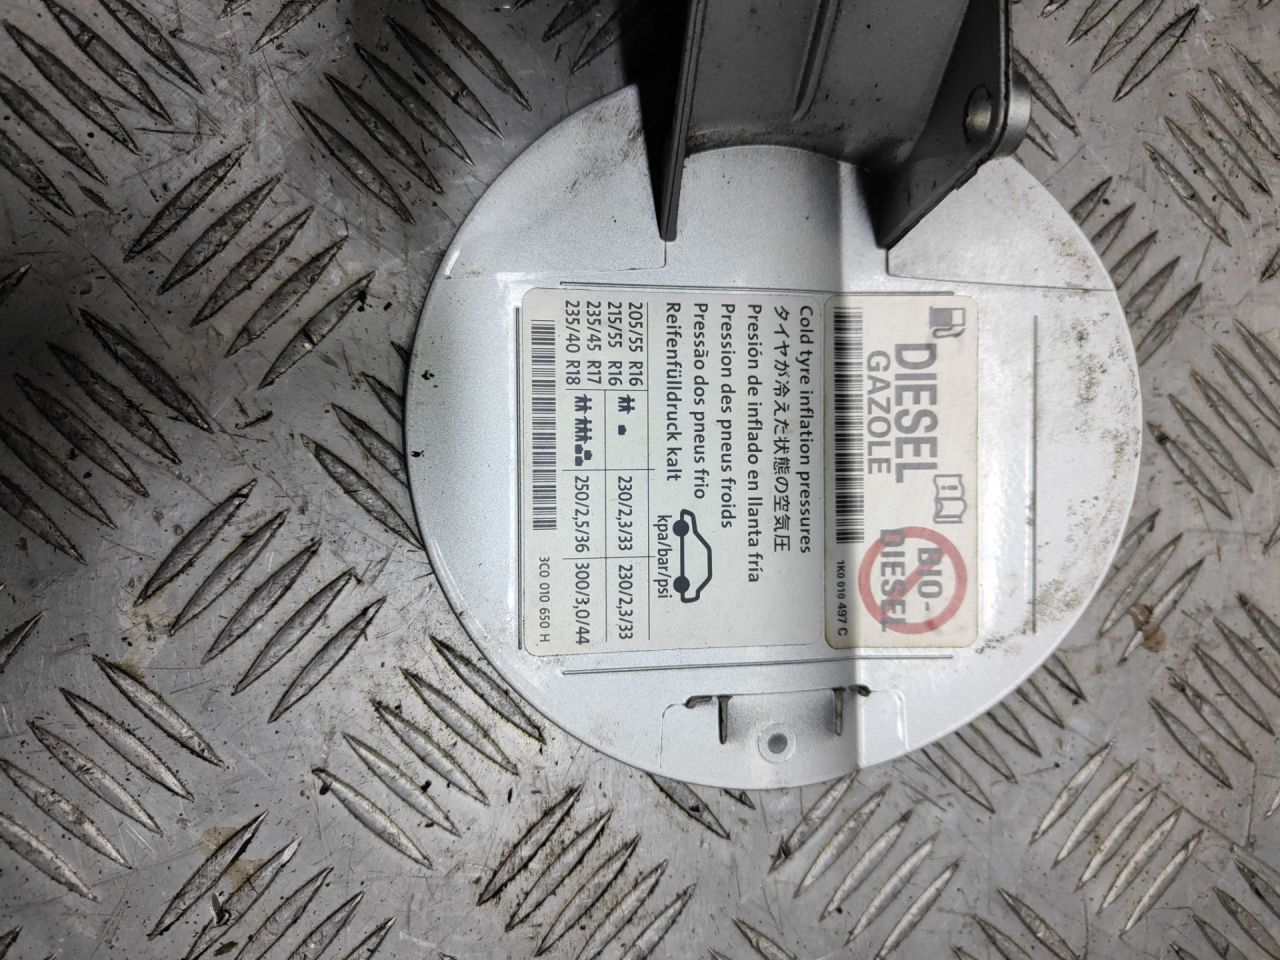 DIESEL
GAZOLE
BIO-
DIESEL
1K0 010 497 C
Cold tyre inflation pressures
タイヤが冷えた状態の空気圧
Presión de inflado en llanta fría
Pression des pneus froids
Pressão dos pneus frio
Reifenfülldruck kalt
kpa/bar/psi
205/55 R16
215/55 R16 230/2,3/33 230/2,3/33
235/45 R17
235/40 R18 250/2,5/36 300/3,0/44
3C0 010 650 H